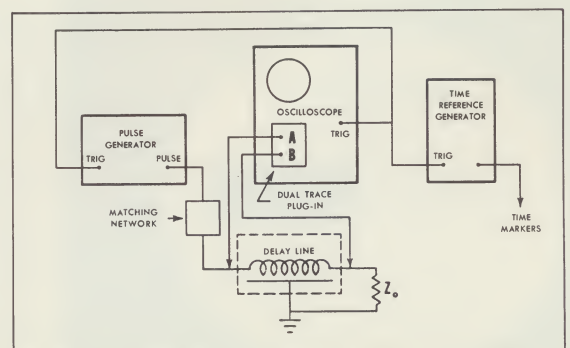 OSCILLOSCOPE
TRIG
A
B
DUAL TRACE
PLUG-IN
PULSE
GENERATOR
TRIG
PULSE
MATCHING
NETWORK
TIME
REFERENCE
GENERATOR
TRIG
TIME
MARKERS
DELAY LINE
Zo